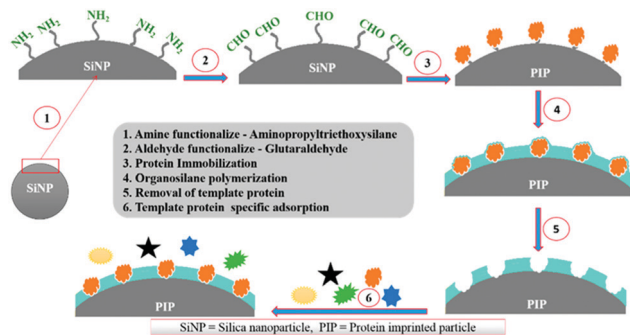 NH2 NH2 NH2 NH2 NH2
SiNP
2
CHO CHO CHO CHO CHO
SiNP
3
PIP
1
SiNP
1. Amine functionalize - Aminopropyltriethoxysilane
2. Aldehyde functionalize - Glutaraldehyde
3. Protein Immobilization
4. Organosilane polymerization
5. Removal of template protein
6. Template protein specific adsorption
4
PIP
5
PIP
6
PIP
SiNP = Silica nanoparticle, PIP = Protein imprinted particle